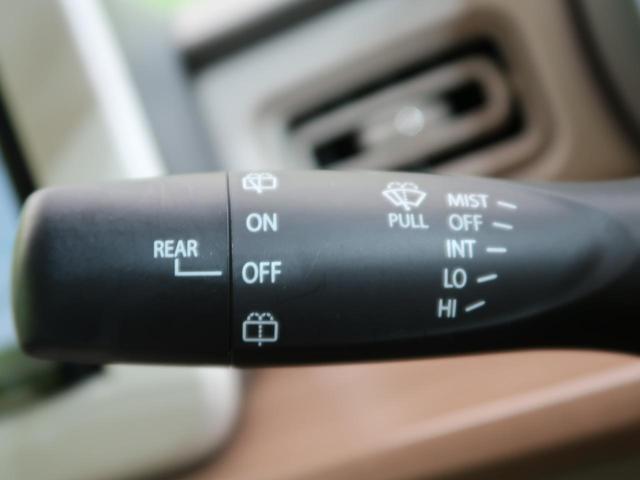 REAR
ON
OFF
PULL
MIST
OFF
INT
LO
HI